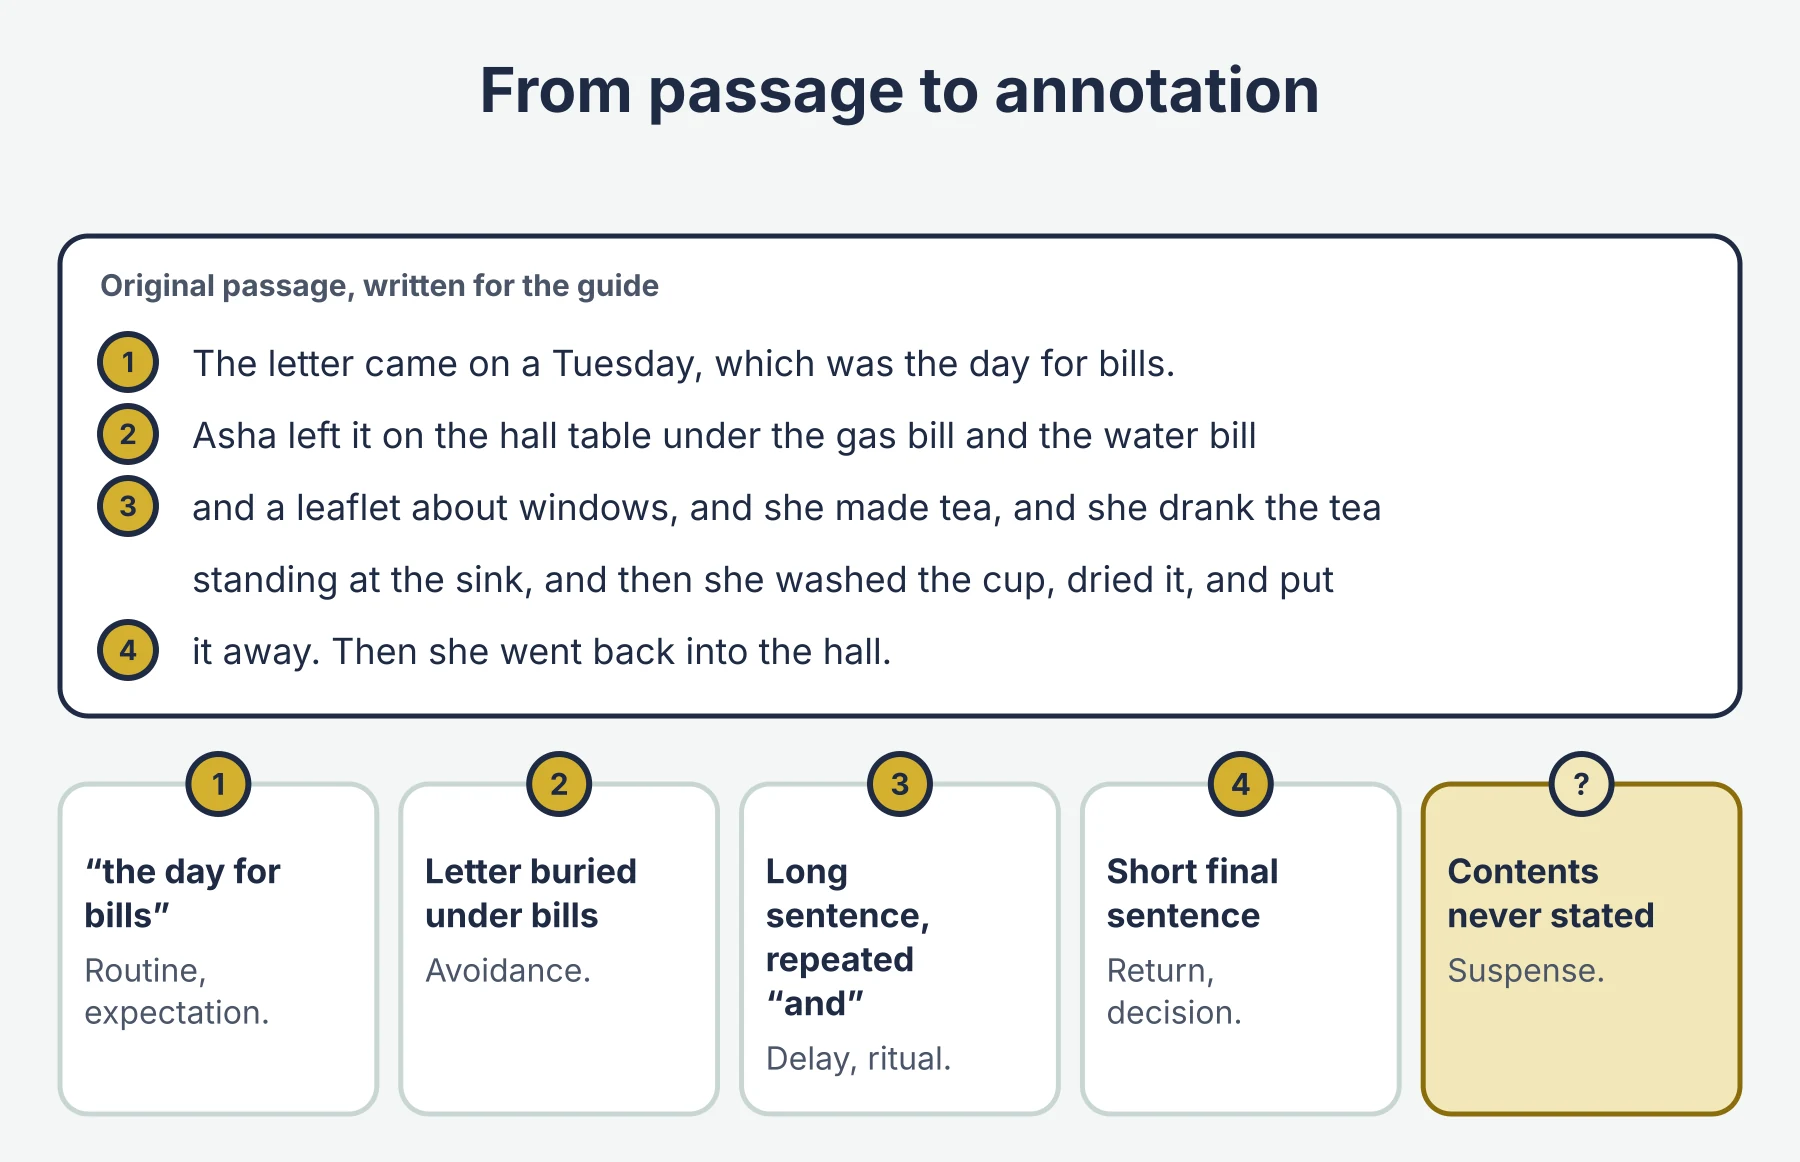 From passage to annotation
Original passage, written for the guide
1 The letter came on a Tuesday, which was the day for bills.
2 Asha left it on the hall table under the gas bill and the water bill
3 and a leaflet about windows, and she made tea, and she drank the tea
standing at the sink, and then she washed the cup, dried it, and put
4 it away. Then she went back into the hall.
1
“the day for
bills”
Routine,
expectation.
2
Letter buried
under bills
Avoidance.
3
Long
sentence,
repeated
“and”
Delay, ritual.
4
Short final
sentence
Return,
decision.
?
Contents
never stated
Suspense.